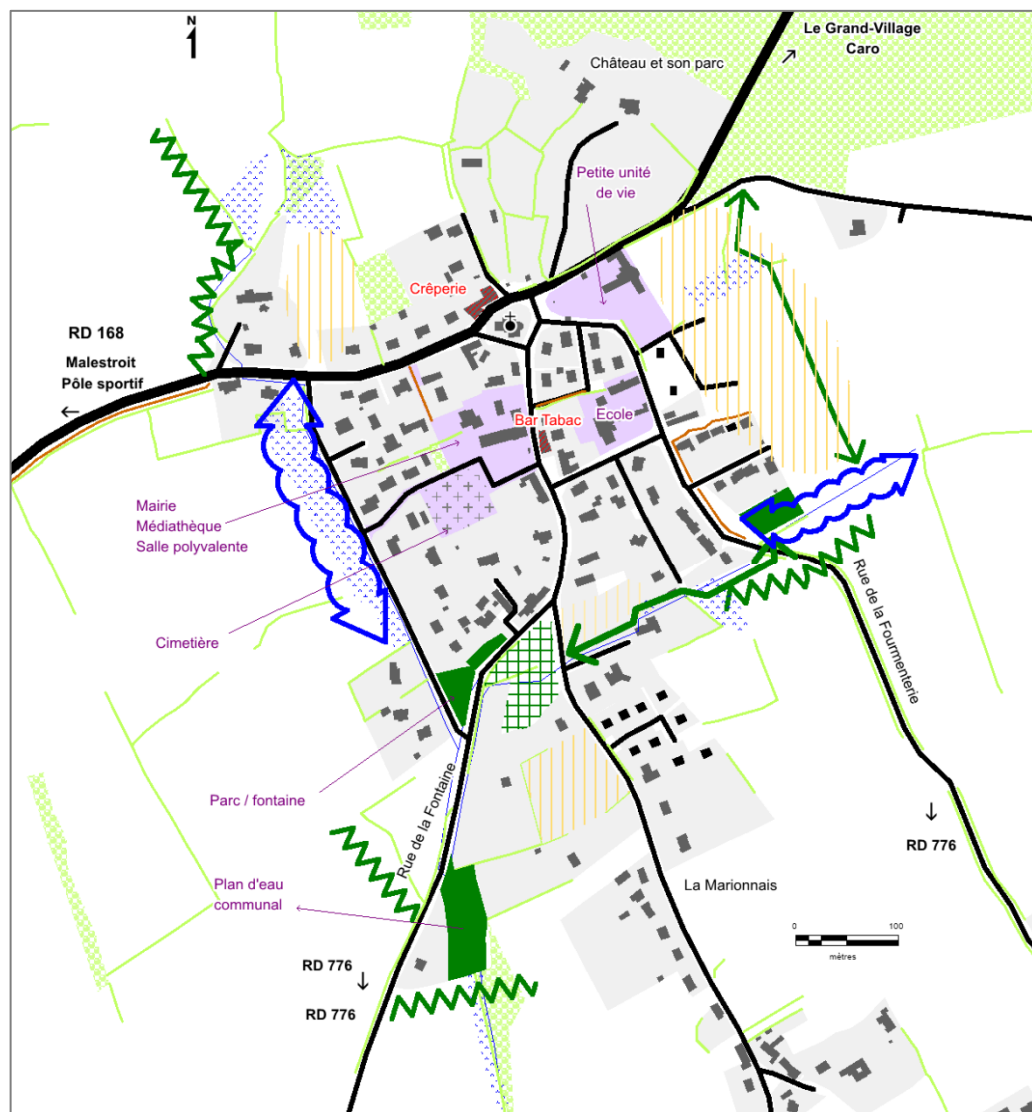 N
Le Grand-Village
Caro
Château et son parc
Petite unité
de vie
Crêperie
RD 168
Malestroit
Pôle sportif
Bar Tabac
Ecole
Mairie
Médiathèque
Salle polyvalente
Cimetière
Rue de la Fourmenterie
Parc / fontaine
Rue de la Fontaine
RD 776
Plan d'eau
communal
La Marionnais
0 100
mètres
RD 776
RD 776